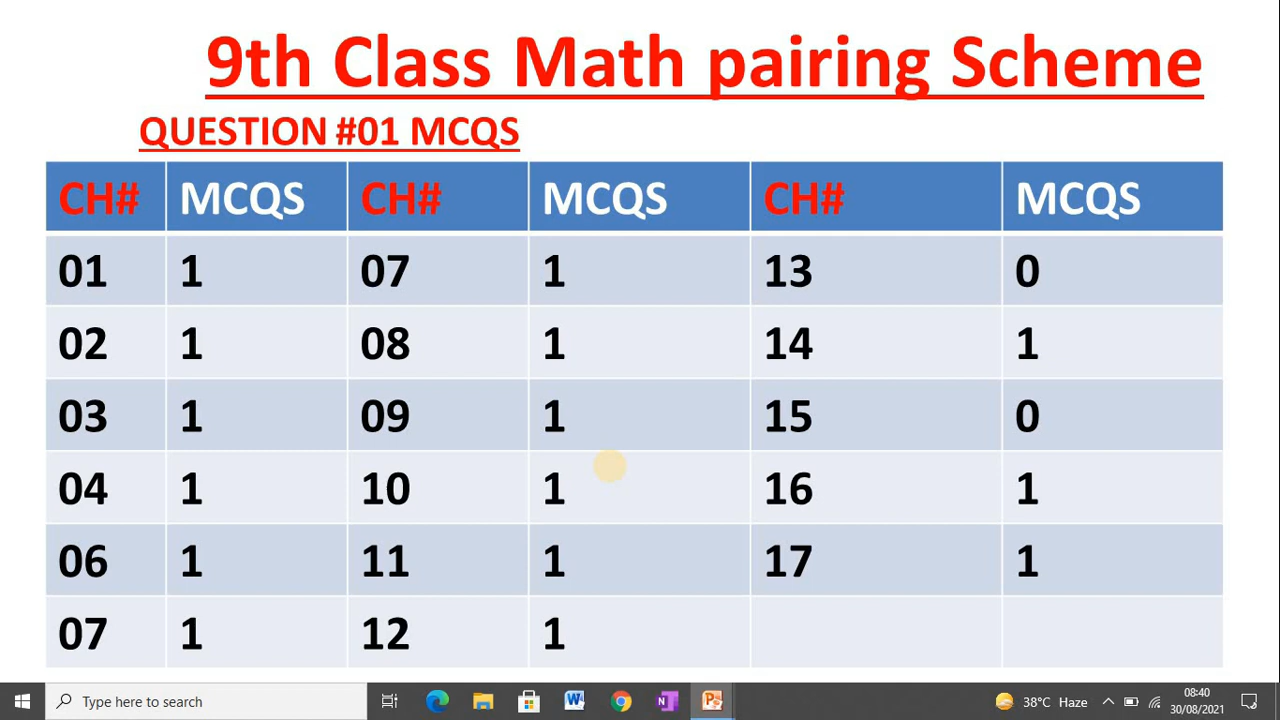 9th Class Math pairing Scheme
QUESTION #01 MCQS
CH# MCQS CH# MCQS CH# MCQS
01 1 07 1 13 0
02 1 08 1 14 1
03 1 09 1 15 0
04 1 10 1 16 1
06 1 11 1 17 1
07 1 12 1
Type here to search
38°C Haze
08:40
30/08/2021